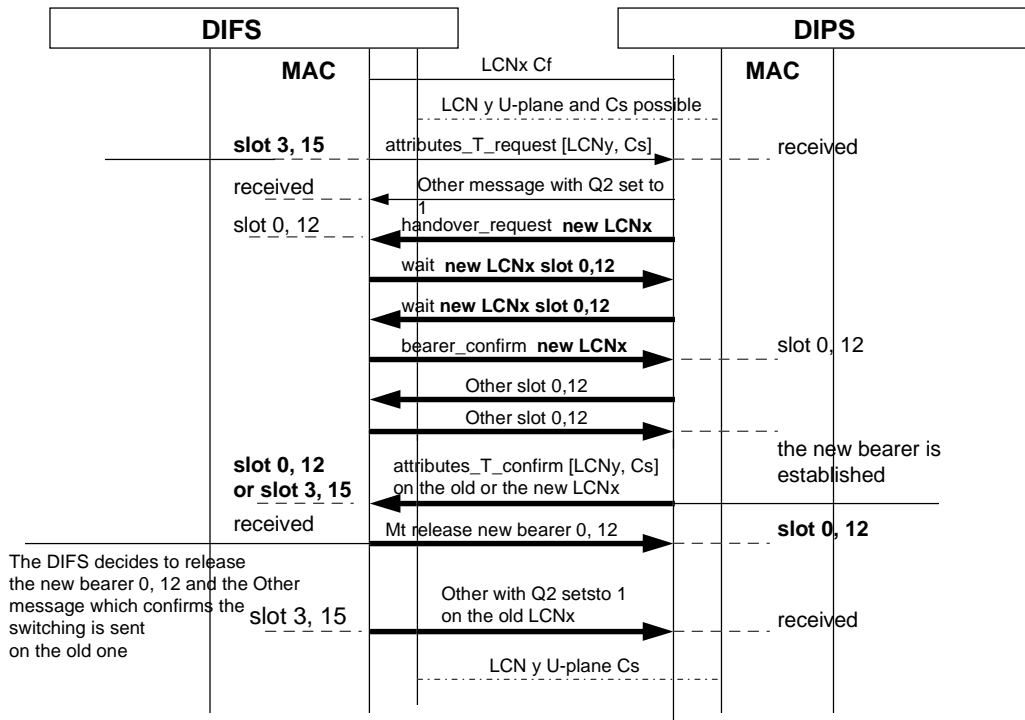 DIFS
DIPS
MAC
LCNx Cf
MAC
LCN y U-plane and Cs possible
slot 3, 15
attributes_T_request [LCNy, Cs]
received
received
Other message with Q2 set to
1
slot 0, 12
handover_request new LCNx
wait new LCNx slot 0,12
wait new LCNx slot 0,12
bearer_confirm new LCNx
slot 0, 12
Other slot 0,12
Other slot 0,12
the new bearer is
established
slot 0, 12
or slot 3, 15
attributes_T_confirm [LCNy, Cs]
on the old or the new LCNx
received
Mt release new bearer 0, 12
slot 0, 12
The DIFS decides to release
the new bearer 0, 12 and the Other
message which confirms the
switching is sent
on the old one
slot 3, 15
Other with Q2 setsto 1
on the old LCNx
received
LCN y U-plane Cs